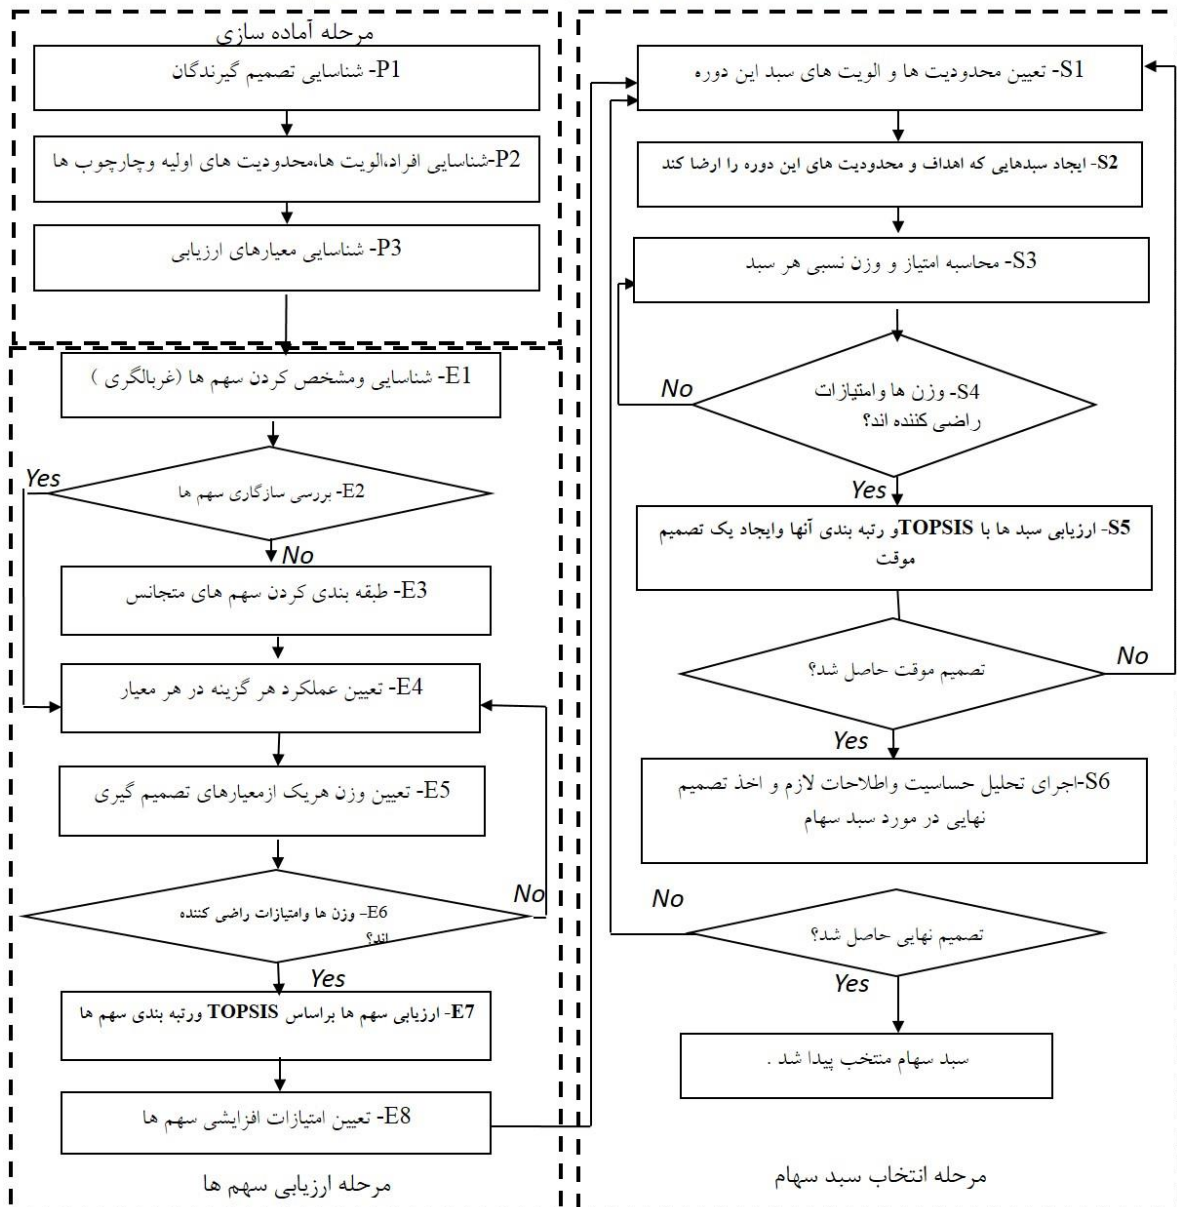 مرحله آماده سازی
P1- شناسایی تصمیم گیرندگان
P2-شناسایی افراد،الویت ها،محدودیت های اولیه وچارچوب ها
P3- شناسایی معیارهای ارزیابی
E1- شناسایی ومشخص کردن سهم ها (غربالگری )
E2- بررسی سازگاری سهم ها
Yes
No
E3- طبقه بندی کردن سهم های متجانس
E4- تعیین عملکرد هر گزینه در هر معیار
E5- تعیین وزن هریک ازمعیارهای تصمیم گیری
E6- وزن ها وامتیازات راضی کننده
اند؟
No
Yes
E7- ارزیابی سهم ها براساس TOPSIS ورتبه بندی سهم ها
E8- تعیین امتیازات افزایشی سهم ها
مرحله ارزیابی سهم ها
S1- تعیین محدودیت ها و الویت های سبد این دوره
S2- ایجاد سبدهایی که اهداف و محدودیت های این دوره را ارضا کند
S3- محاسبه امتیاز و وزن نسبی هر سبد
S4- وزن ها وامتیازات
راضی کننده اند؟
No
Yes
S5- ارزیابی سبد ها با TOPSISو رتبه بندی آنها وایجاد یک تصمیم
موقت
تصمیم موقت حاصل شد؟
No
Yes
S6-اجرای تحلیل حساسیت واطلاحات لازم و اخذ تصمیم
نهایی در مورد سبد سهام
تصمیم نهایی حاصل شد؟
No
Yes
سبد سهام منتخب پیدا شد .
مرحله انتخاب سبد سهام